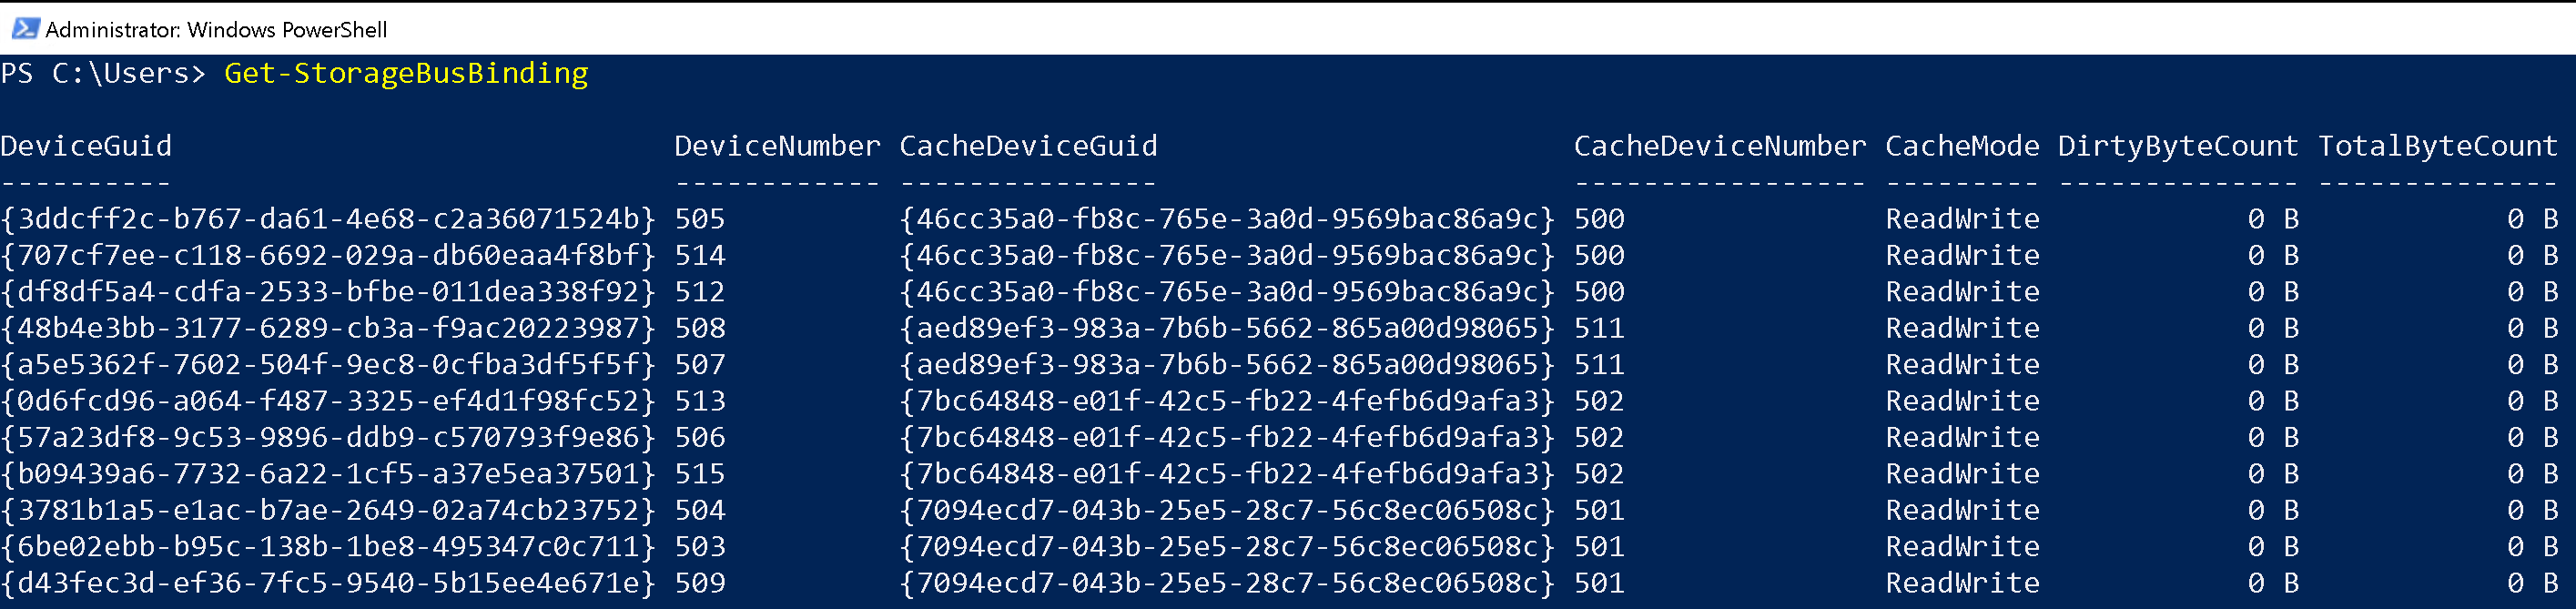 Administrator: Windows PowerShell
PS C:\Users> Get-StorageBusBinding
DeviceGuid DeviceNumber CacheDeviceGuid CacheDeviceNumber CacheMode DirtyByteCount TotalByteCount
---------- ------------ --------------- ----------------- --------- -------------- --------------
{3ddcff2c-b767-da61-4e68-c2a36071524b} 505 {46cc35a0-fb8c-765e-3a0d-9569bac86a9c} 500 ReadWrite 0 B 0 B
{707cf7ee-c118-6692-029a-db60eaa4f8bf} 514 {46cc35a0-fb8c-765e-3a0d-9569bac86a9c} 500 ReadWrite 0 B 0 B
{df8df5a4-cdfa-2533-bfbe-011dea338f92} 512 {46cc35a0-fb8c-765e-3a0d-9569bac86a9c} 500 ReadWrite 0 B 0 B
{48b4e3bb-3177-6289-cb3a-f9ac20223987} 508 {aed89ef3-983a-7b6b-5662-865a00d98065} 511 ReadWrite 0 B 0 B
{a5e5362f-7602-504f-9ec8-0cfba3df5f5f} 507 {aed89ef3-983a-7b6b-5662-865a00d98065} 511 ReadWrite 0 B 0 B
{0d6fcd96-a064-f487-3325-ef4d1f98fc52} 513 {7bc64848-e01f-42c5-fb22-4fefb6d9afa3} 502 ReadWrite 0 B 0 B
{57a23df8-9c53-9896-ddb9-c570793f9e86} 506 {7bc64848-e01f-42c5-fb22-4fefb6d9afa3} 502 ReadWrite 0 B 0 B
{b09439a6-7732-6a22-1cf5-a37e5ea37501} 515 {7bc64848-e01f-42c5-fb22-4fefb6d9afa3} 502 ReadWrite 0 B 0 B
{3781b1a5-e1ac-b7ae-2649-02a74cb23752} 504 {7094ecd7-043b-25e5-28c7-56c8ec06508c} 501 ReadWrite 0 B 0 B
{6be02ebb-b95c-138b-1be8-495347c0c711} 503 {7094ecd7-043b-25e5-28c7-56c8ec06508c} 501 ReadWrite 0 B 0 B
{d43fec3d-ef36-7fc5-9540-5b15ee4e671e} 509 {7094ecd7-043b-25e5-28c7-56c8ec06508c} 501 ReadWrite 0 B 0 B